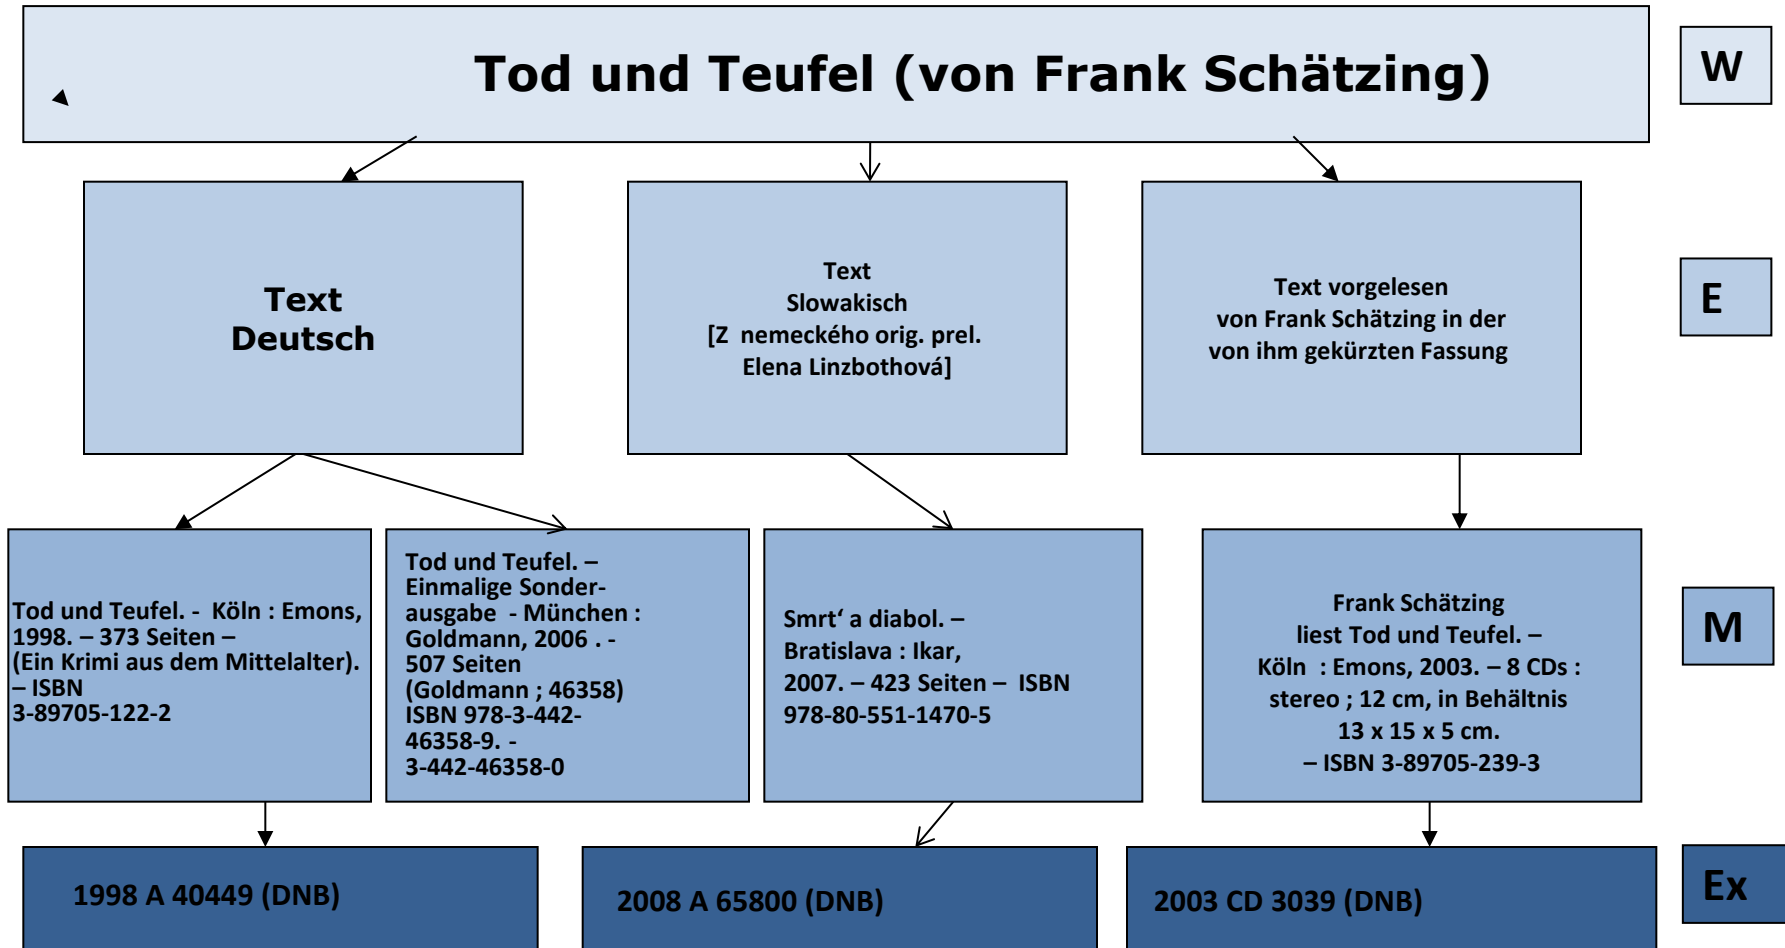 Tod und Teufel (von Frank Schätzing)
W
Text
Deutsch
Text
Slowakisch
[Z nemeckého orig. prel.
Elena Linzbothová]
Text vorgelesen
von Frank Schätzing in der
von ihm gekürzten Fassung
E
Tod und Teufel. - Köln : Emons,
1998. – 373 Seiten –
(Ein Krimi aus dem Mittelalter).
– ISBN
3-89705-122-2
Tod und Teufel. –
Einmalige Sonder-
ausgabe - München :
Goldmann, 2006 . -
507 Seiten
(Goldmann ; 46358)
ISBN 978-3-442-
46358-9. -
3-442-46358-0
Smrt‘ a diabol. –
Bratislava : Ikar,
2007. – 423 Seiten – ISBN
978-80-551-1470-5
Frank Schätzing
liest Tod und Teufel. –
Köln : Emons, 2003. – 8 CDs :
stereo ; 12 cm, in Behältnis
13 x 15 x 5 cm.
– ISBN 3-89705-239-3
M
1998 A 40449 (DNB)
2008 A 65800 (DNB)
2003 CD 3039 (DNB)
Ex